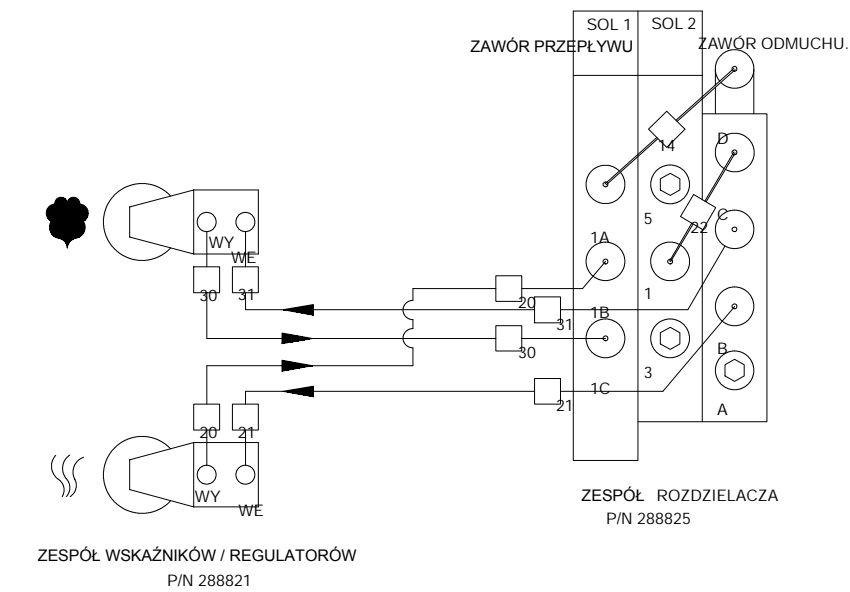 SOL 1
SOL 2
ZAWÓR PRZEPŁYWU
ZAWÓR ODMUCHU.
14
D
5
C
22
1A
WY
WE
30
31
20
1
1B
31
30
B
3
1C
21
A
20
21
WY
WE
ZESPÓŁ ROZDZIELACZA
P/N 288825
ZESPÓŁ WSKAŹNIKÓW / REGULATORÓW
P/N 288821